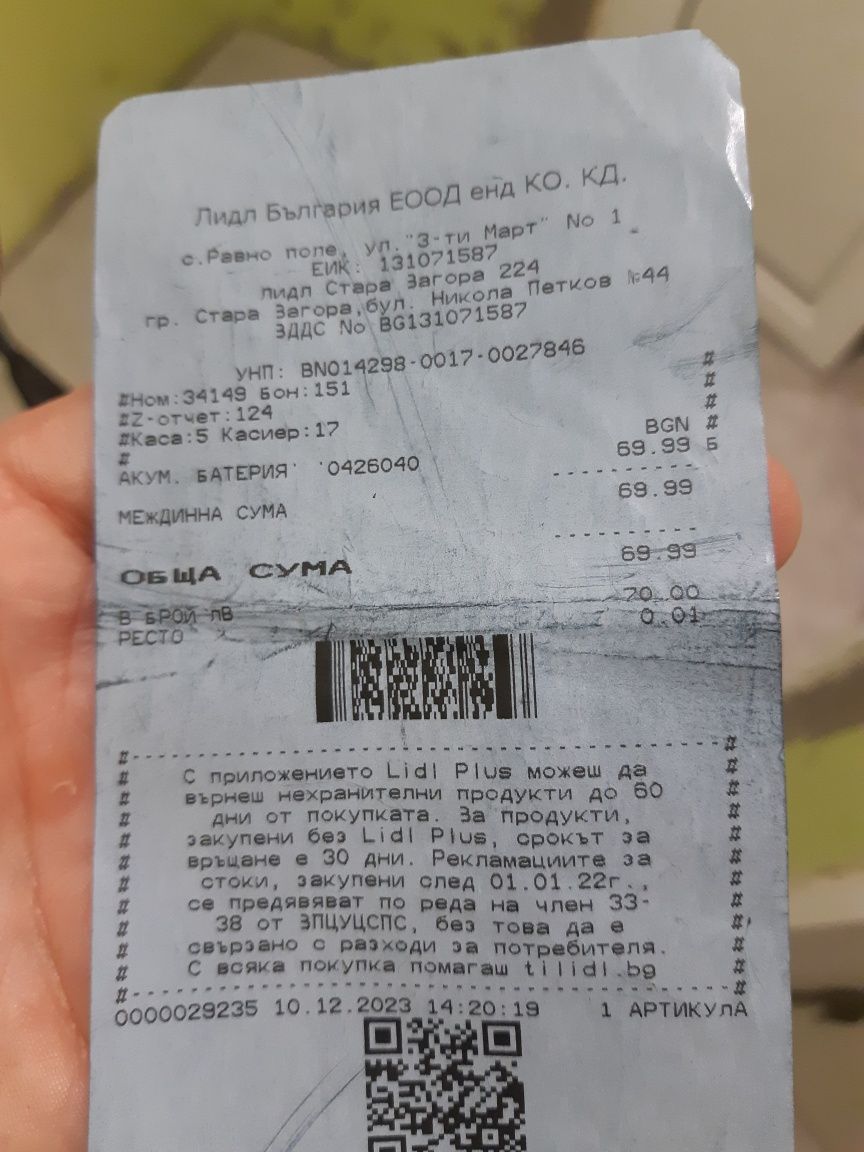 Лидл България ЕООД енд КО. КД.
с.Равно поле, ул."3-ти Март" No 1
ЕИК: 131071587
лидл Стара Загора 224
гр. Стара Загора,бул. Никола Петков №44
ЗДДС No BG131071587
УНП: BN014298-0017-0027846 #
#Ном:34149 Бон:151 #
#Z-отчет:124 #
#Каса:5 Касиер:17 BGN #
#
АКУМ. БАТЕРИЯ 0426040 69.99 Б
МЕЖДИННА СУМА 69.99
ОБЩА СУМА 69.99
В БРОЙ лВ 70.00
РЕСТО 0.01
С приложението Lidl Plus можеш да
върнеш нехранителни продукти до 60
дни от покупката. За продукти,
закупени без Lidl Plus, срокът за
връщане е 30 дни. Рекламациите за
стоки, закупени след 01.01.22г.,
се предявяват по реда на член 33-
38 от ЗПЦУЦСПС, без това да е
свързано с разходи за потребителя.
С всяка покупка помагаш tilidl.bg
0000029235 10.12.2023 14:20:19 1 АРТИКУлА